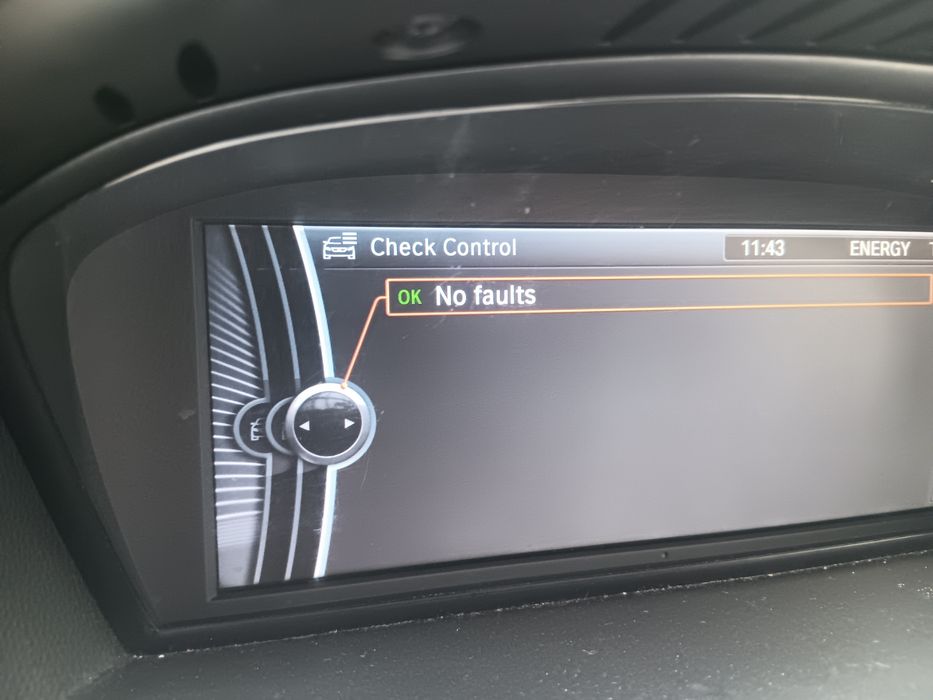 Check Control
11:43 ENERGY
OK No faults